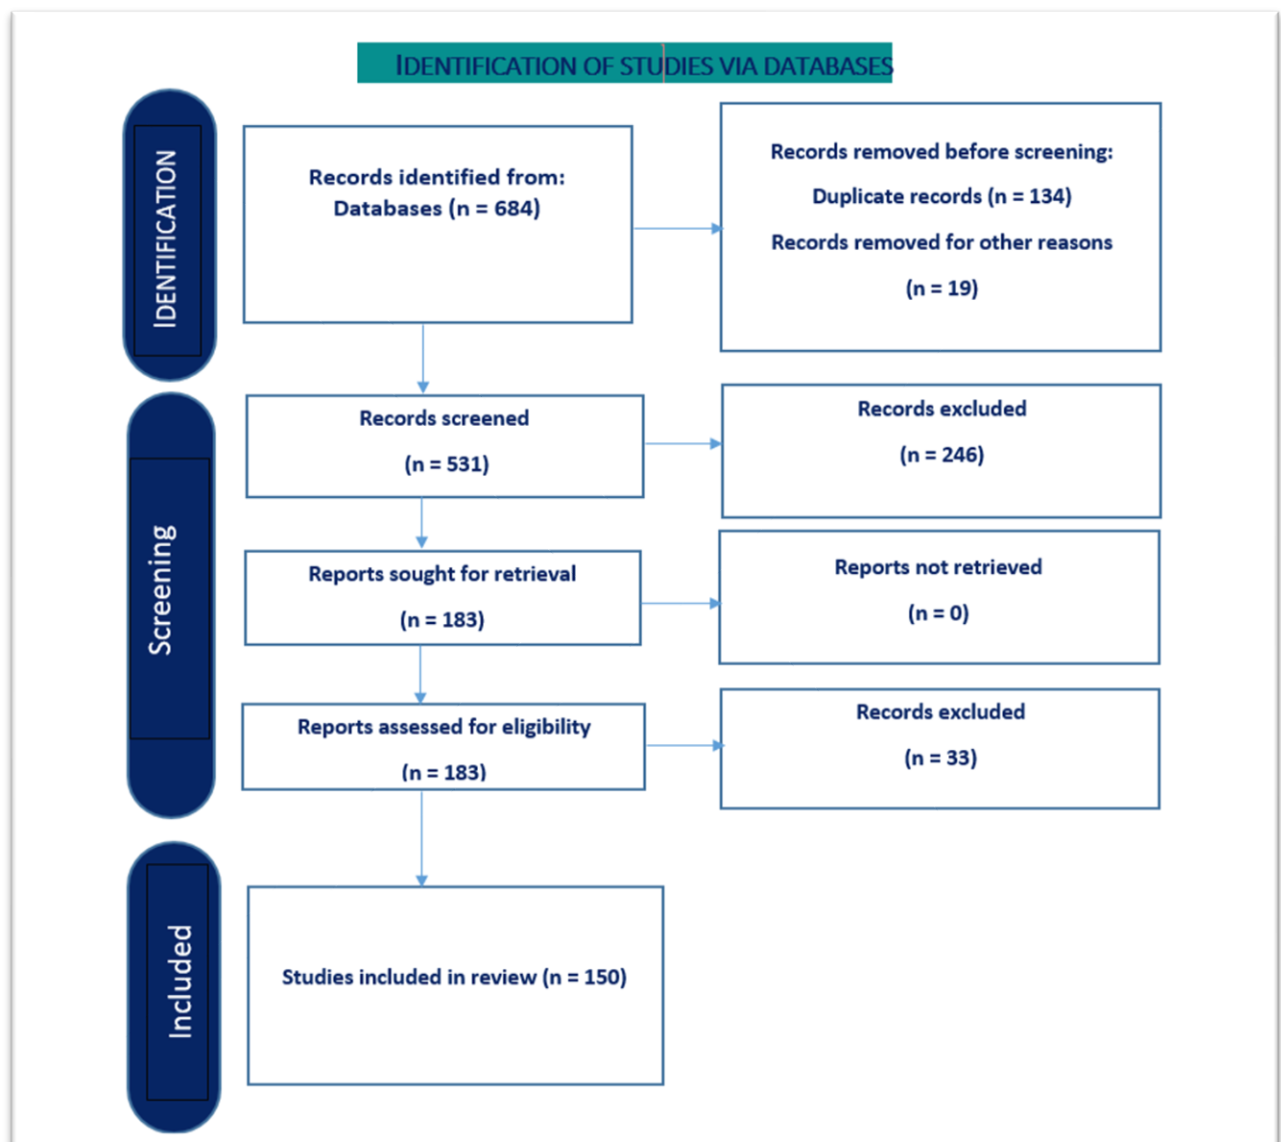 IDENTIFICATION OF STUDIES VIA DATABASES
IDENTIFICATION
Records identified from:
Databases (n = 684)
Records removed before screening:
Duplicate records (n = 134)
Records removed for other reasons
(n = 19)
Screening
Records screened
(n = 531)
Records excluded
(n = 246)
Reports sought for retrieval
(n = 183)
Reports not retrieved
(n = 0)
Reports assessed for eligibility
(n = 183)
Records excluded
(n = 33)
Included
Studies included in review (n = 150)